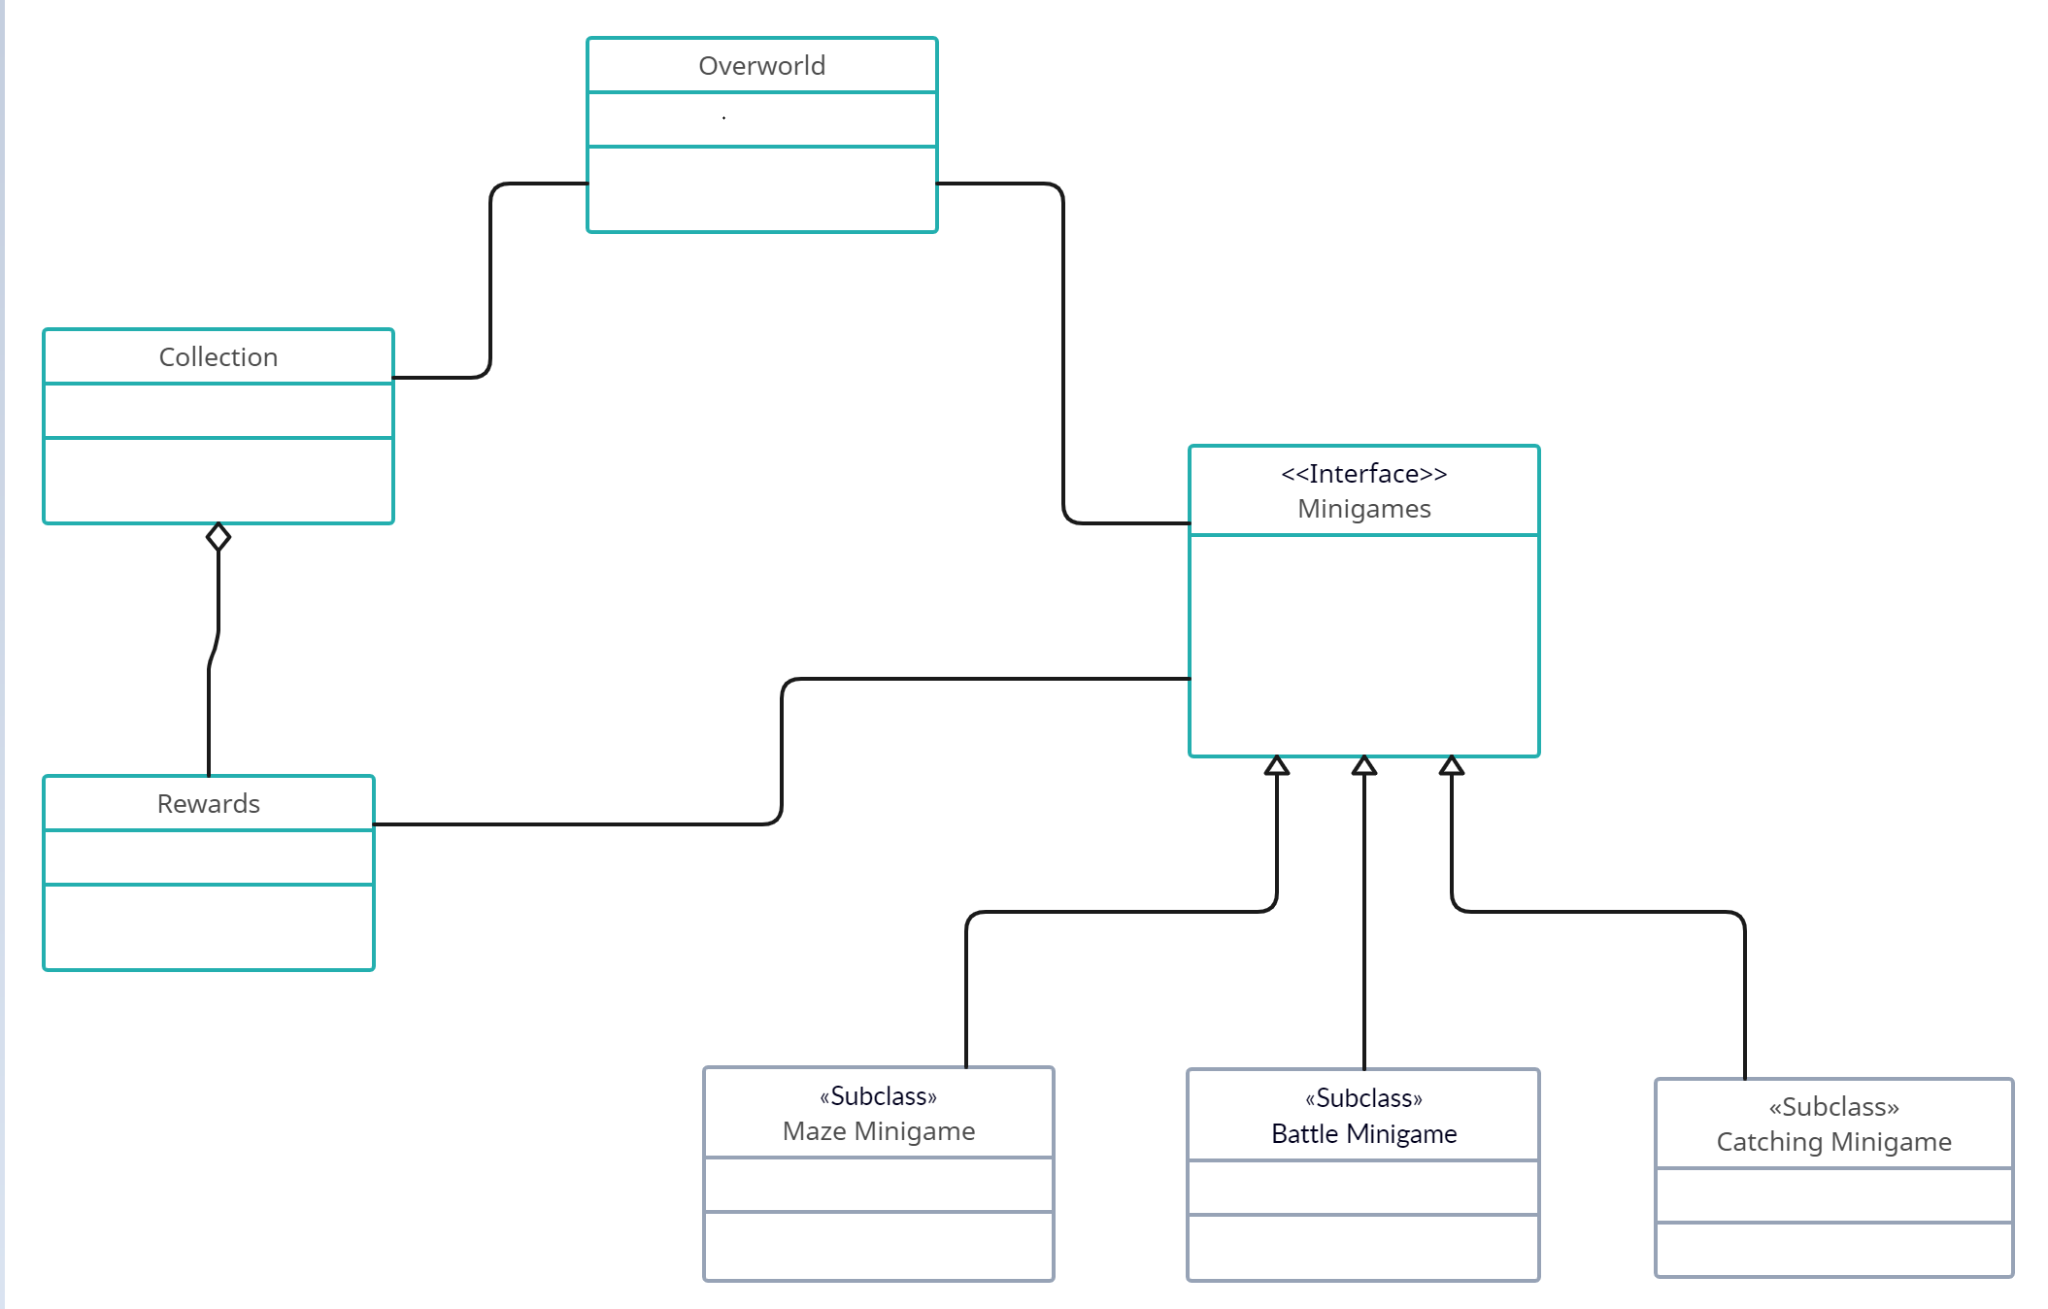 Overworld
.
Collection
<<Interface>>
Minigames
Rewards
«Subclass»
Maze Minigame
«Subclass»
Battle Minigame
«Subclass»
Catching Minigame